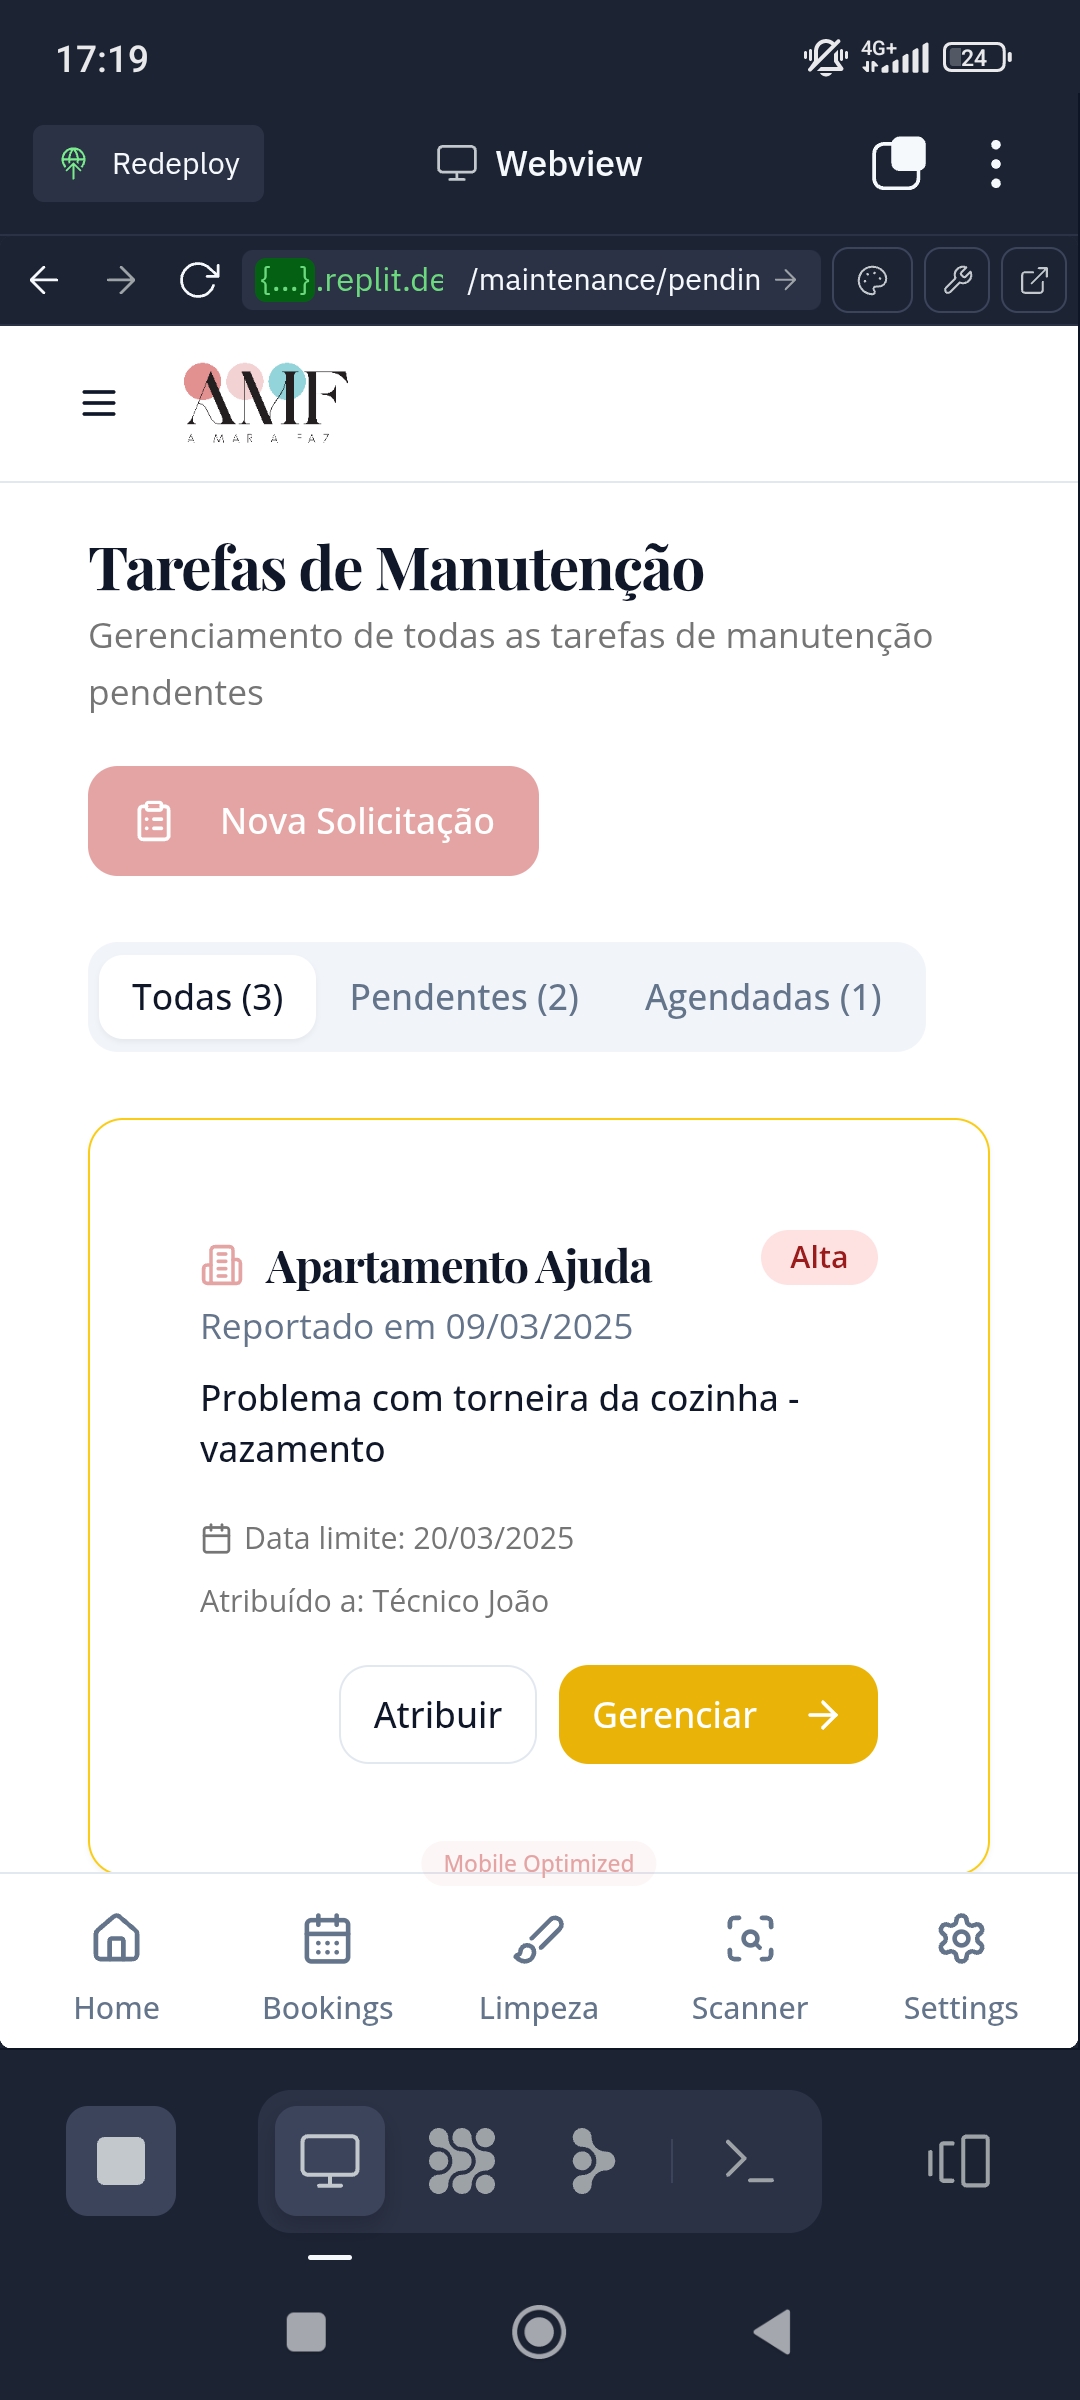 17:19
4G+
24
Redeploy
Webview
{...}.replit.de /maintenance/pendin
AMF
A MAR A FAZ
Tarefas de Manutenção
Gerenciamento de todas as tarefas de manutenção
pendentes
Nova Solicitação
Todas (3)
Pendentes (2)
Agendadas (1)
Apartamento Ajuda
Alta
Reportado em 09/03/2025
Problema com torneira da cozinha -
vazamento
Data limite: 20/03/2025
Atribuído a: Técnico João
Atribuir
Gerenciar
Mobile Optimized
Home
Bookings
Limpeza
Scanner
Settings